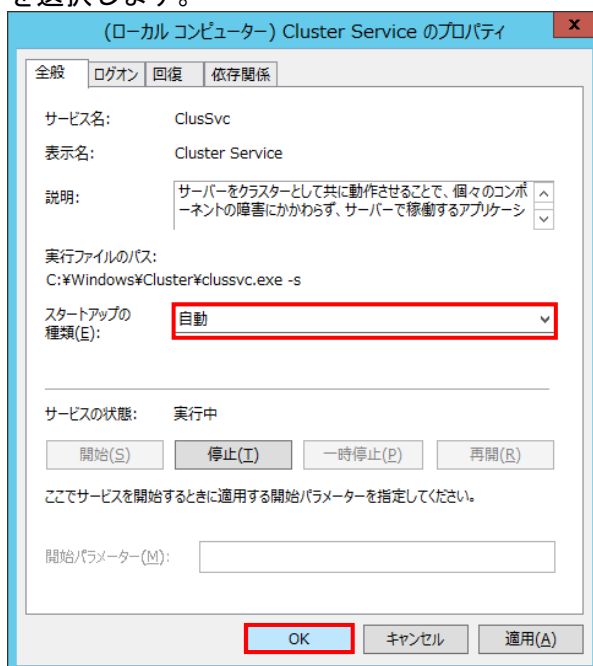 を選択します。
(ローカル コンピューター) Cluster Service のプロパティ
x
全般 ログオン 回復 依存関係
サービス名: ClusSvc
表示名: Cluster Service
説明: サーバーをクラスターとして共に動作させることで、個々のコンポ
ーネントの障害にかかわらず、サーバーで稼働するアプリケーシ
実行ファイルのパス:
C:¥Windows¥Cluster¥clussvc.exe -s
スタートアップの
種類(E): 自動
サービスの状態: 実行中
開始(S) 停止(T) 一時停止(P) 再開(R)
ここでサービスを開始するときに適用する開始パラメーターを指定してください。
開始パラメーター(M):
OK キャンセル 適用(A)